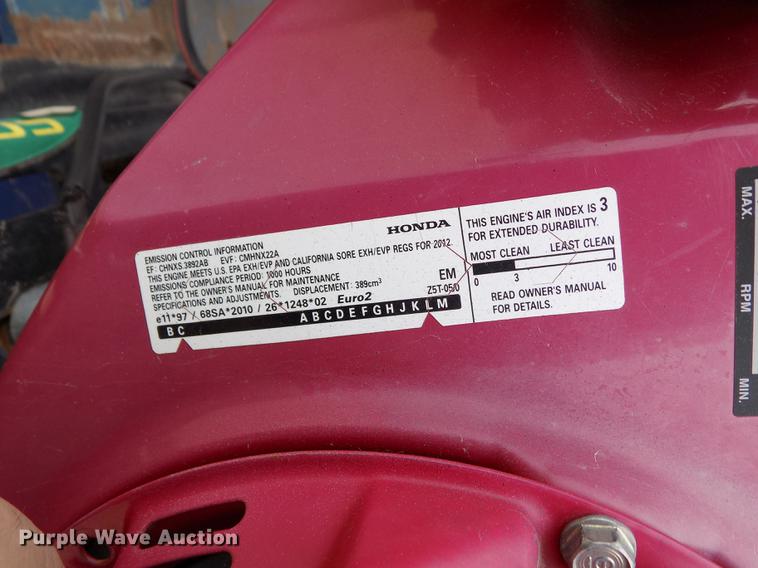 HONDA
EMISSION CONTROL INFORMATION
EF: CHNXS.3892AB EVF: CMHNX22A
THIS ENGINE MEETS U.S. EPA EXH/EVP AND CALIFORNIA SORE EXH/EVP REGS FOR 2012.
EMISSIONS COMPLIANCE PERIOD: 1000 HOURS
REFER TO THE OWNER'S MANUAL FOR MAINTENANCE
SPECIFICATIONS AND ADJUSTMENTS. DISPLACEMENT: 389cm³
EM
Z5T-05/0
e11*97 / 68SA*2010 / 26*1248*02 Euro2
B C A B C D E F G H J K L M
THIS ENGINE'S AIR INDEX IS 3
FOR EXTENDED DURABILITY.
MOST CLEAN LEAST CLEAN
0 3 10
READ OWNER'S MANUAL
FOR DETAILS.
MAX.
RPM
MIN.
Purple Wave Auction